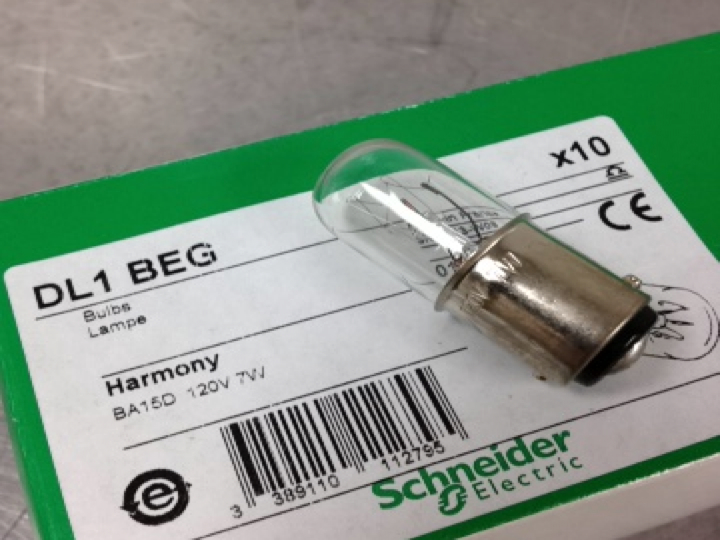 x10
CE
DL1 BEG
Bulbs
Lampe
Harmony
BA15D 120V 7W
3 389110 112795
Schneider
Electric